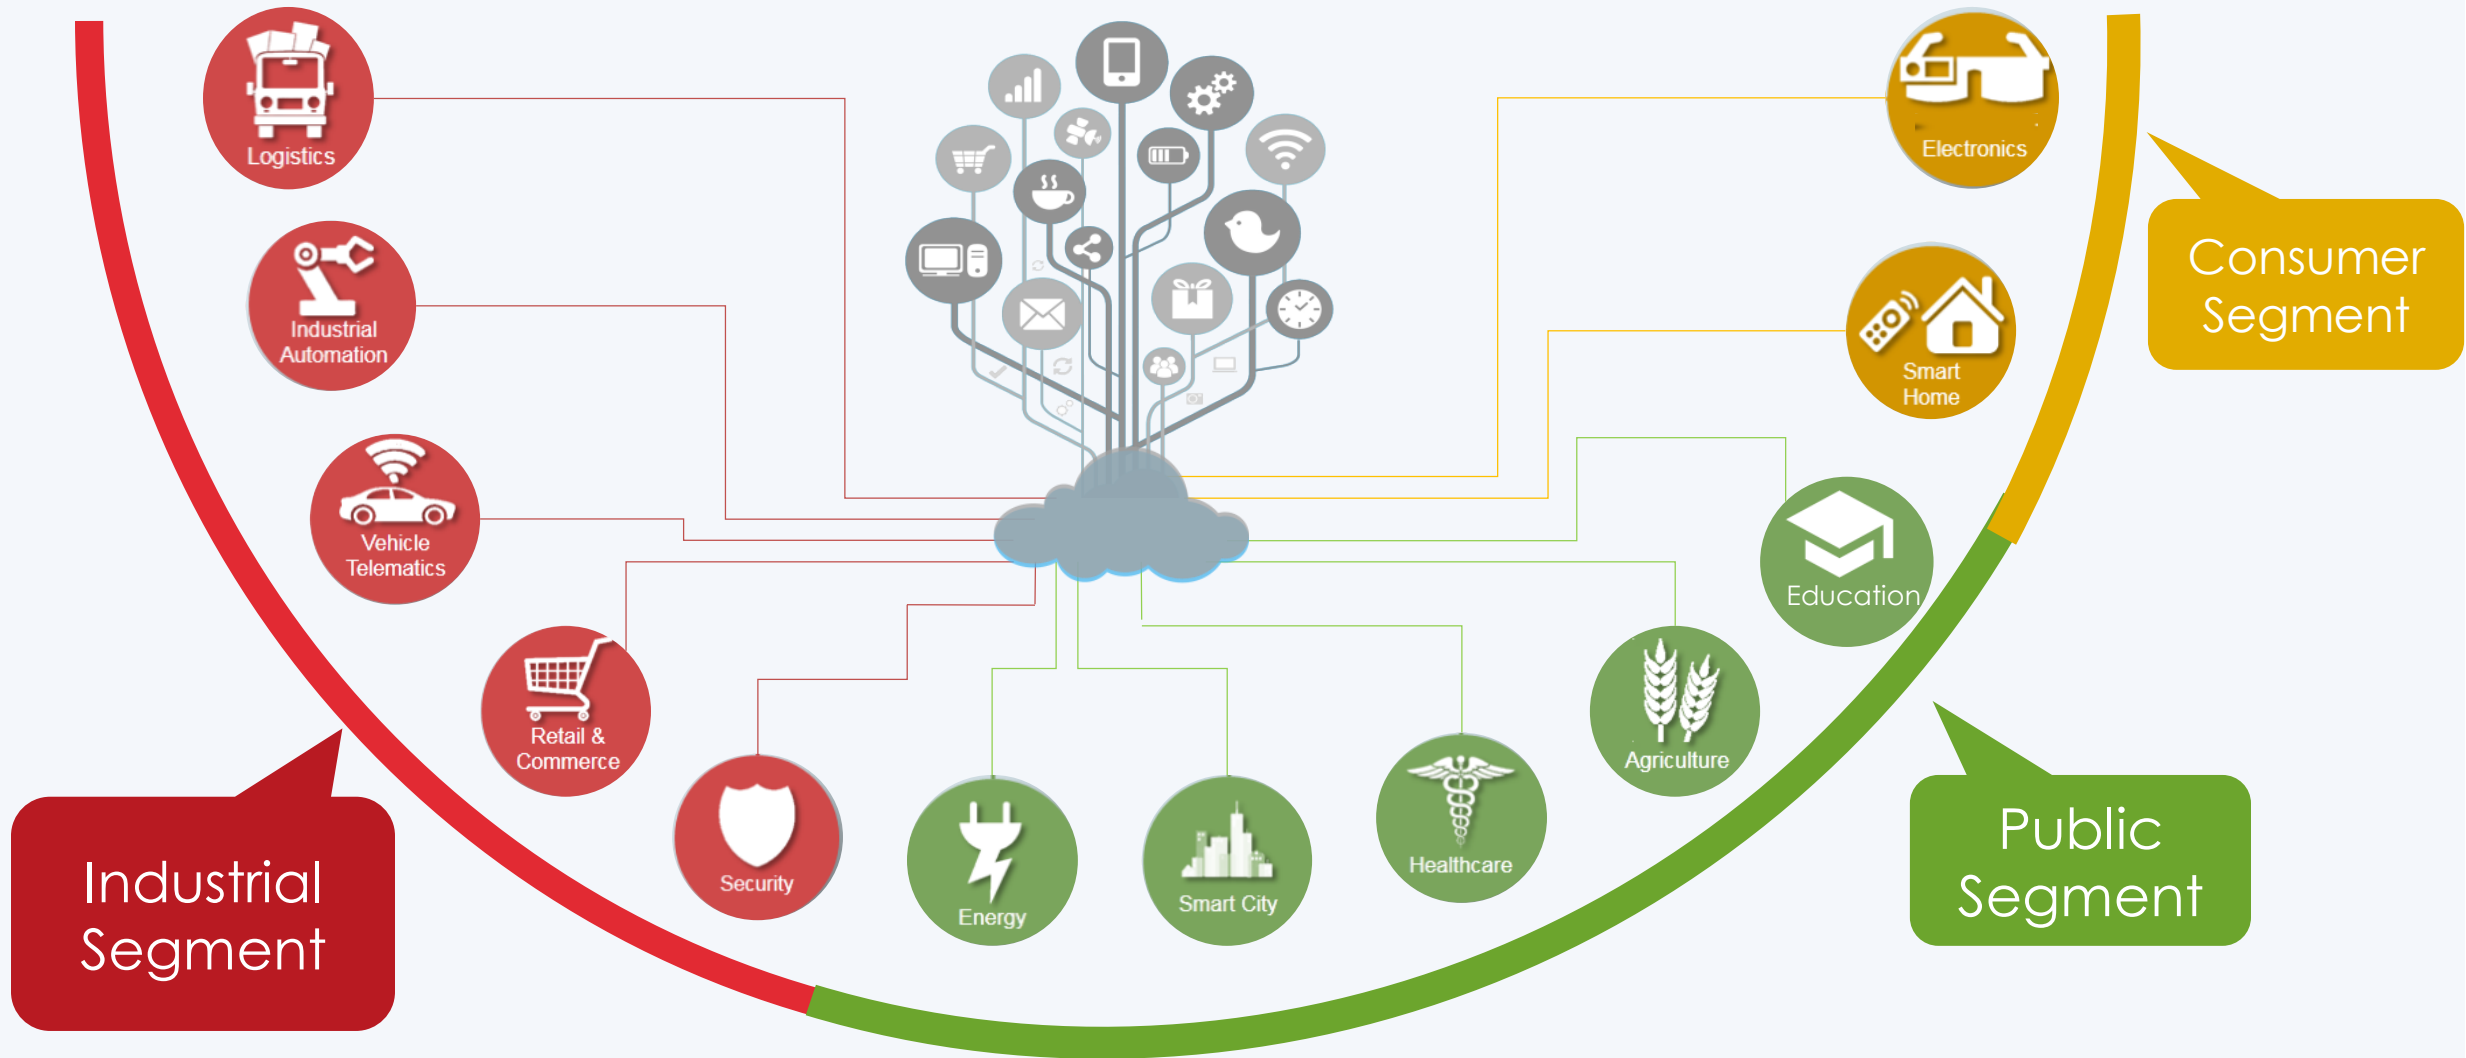 Logistics
Industrial
Automation
Vehicle
Telematics
Retail &
Commerce
Security
Energy
Smart City
Healthcare
Agriculture
Education
Smart
Home
Electronics
Consumer
Segment
Public
Segment
Industrial
Segment